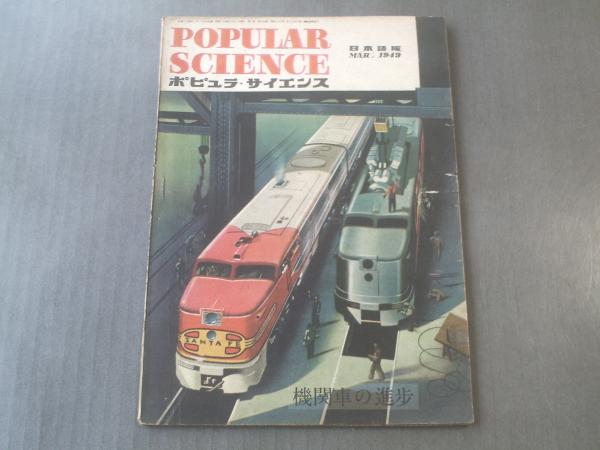 POPULAR
SCIENCE
ポピュラ・サイエンス
日本語版
MAR. 1949
SANTA FE
機関車の進歩